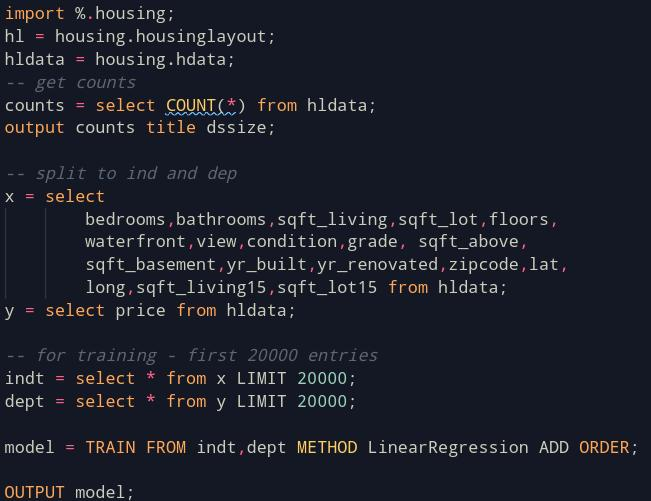 import %.housing;
hl = housing.housinglayout;
hldata = housing.hdata;
-- get counts
counts = select COUNT(*) from hldata;
output counts title dssize;
-- split to ind and dep
x = select
bedrooms,bathrooms,sqft_living,sqft_lot,floors,
waterfront,view,condition,grade, sqft_above,
sqft_basement,yr_built,yr_renovated,zipcode,lat,
long,sqft_living15,sqft_lot15 from hldata;
y = select price from hldata;
-- for training - first 20000 entries
indt = select * from x LIMIT 20000;
dept = select * from y LIMIT 20000;
model = TRAIN FROM indt,dept METHOD LinearRegression ADD ORDER;
OUTPUT model;